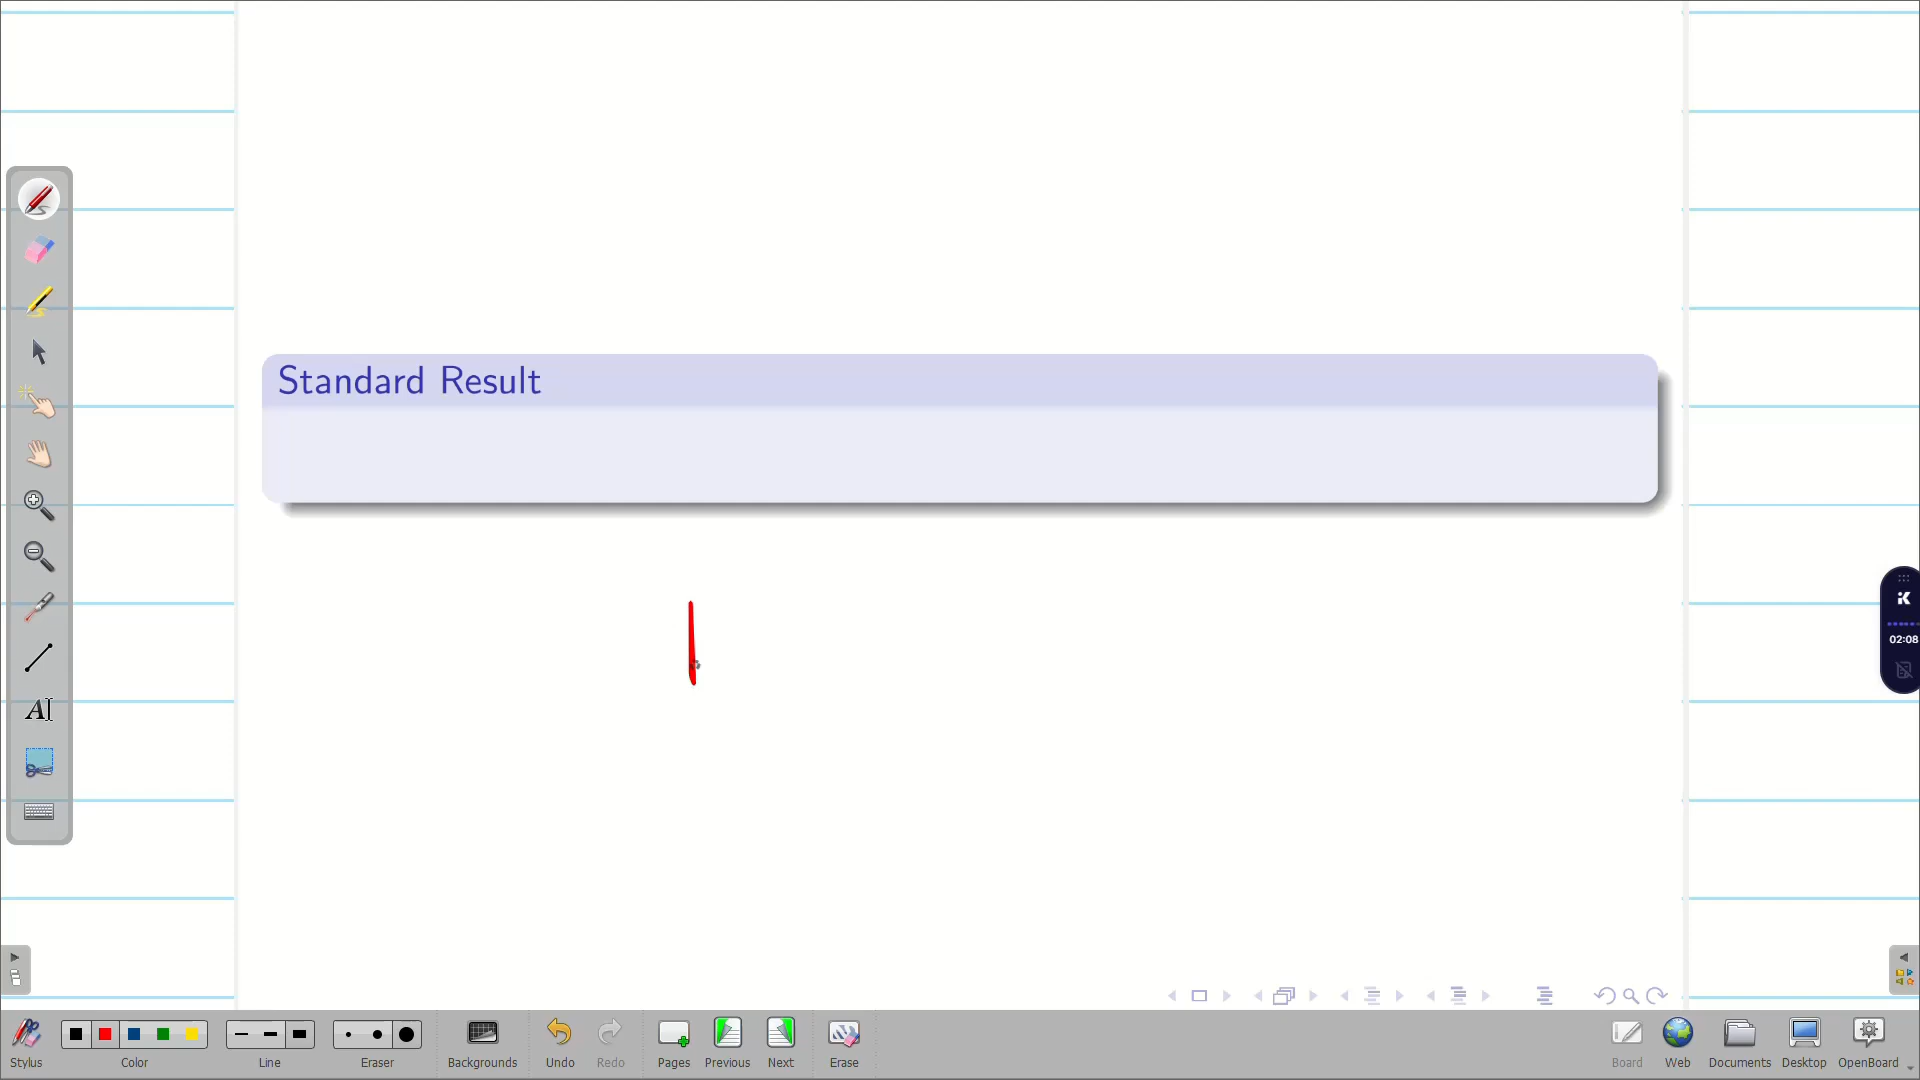 Standard Result
02:08
Stylus
Color
Line
Eraser
Backgrounds
Undo
Redo
Pages
Previous
Next
Erase
Board
Web
Documents
Desktop
OpenBoard